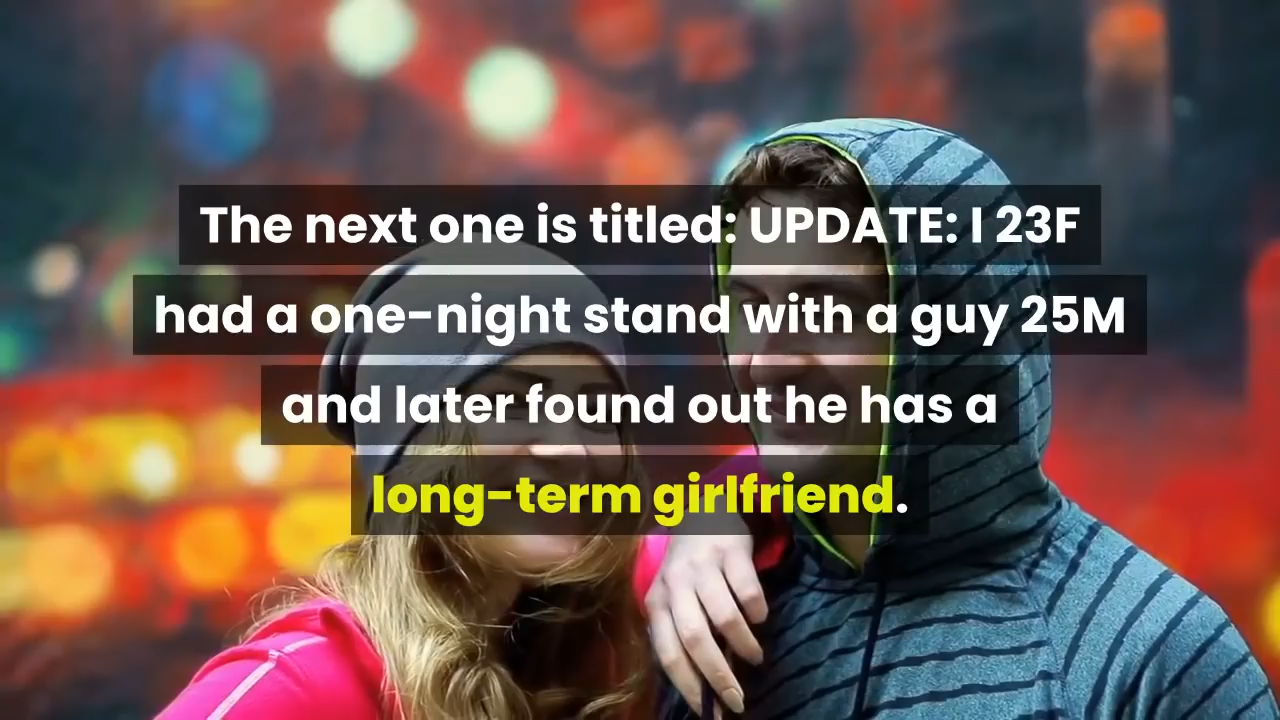 The next one is titled: UPDATE: I 23F
had a one-night stand with a guy 25M
and later found out he has a
long-term girlfriend.